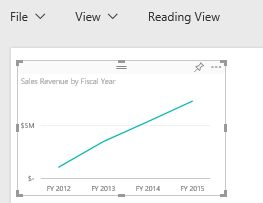 File View Reading View
Sales Revenue by Fiscal Year
$5M
$-
FY 2012 FY 2013 FY 2014 FY 2015